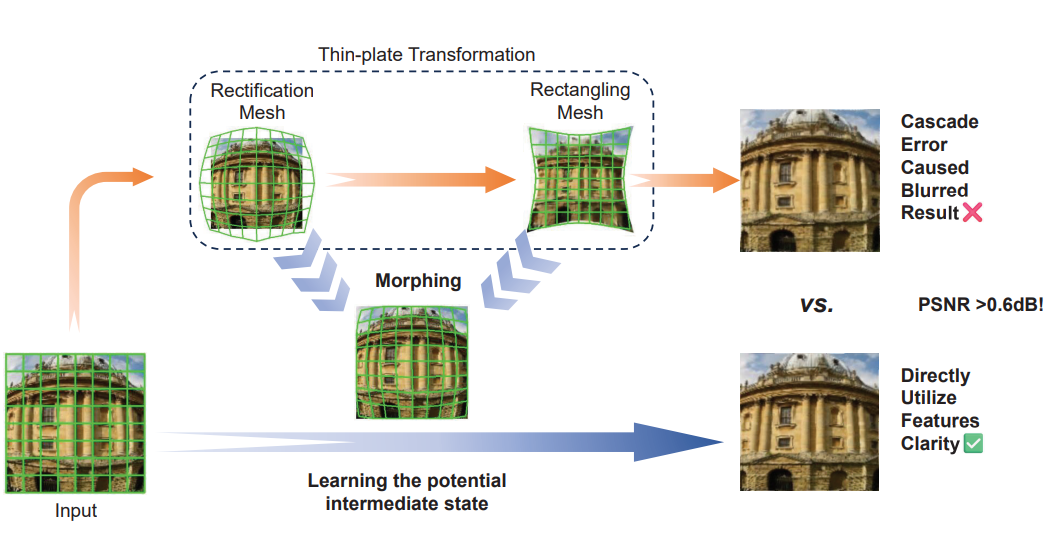 Thin-plate Transformation
Rectification
Mesh
Rectangling
Mesh
Cascade
Error
Caused
Blurred
Result❌
Morphing
vs.
PSNR >0.6dB!
Directly
Utilize
Features
Clarity✅
Learning the potential
intermediate state
Input